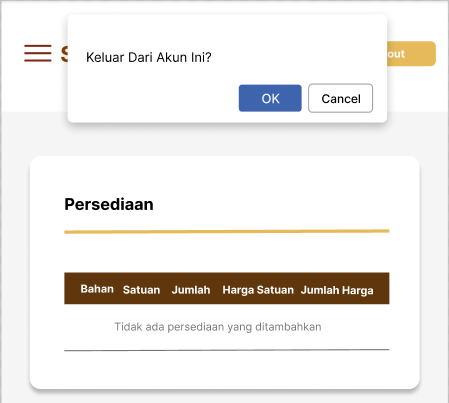 Keluar Dari Akun Ini?
OK Cancel
Persediaan
Bahan Satuan Jumlah Harga Satuan Jumlah Harga
Tidak ada persediaan yang ditambahkan